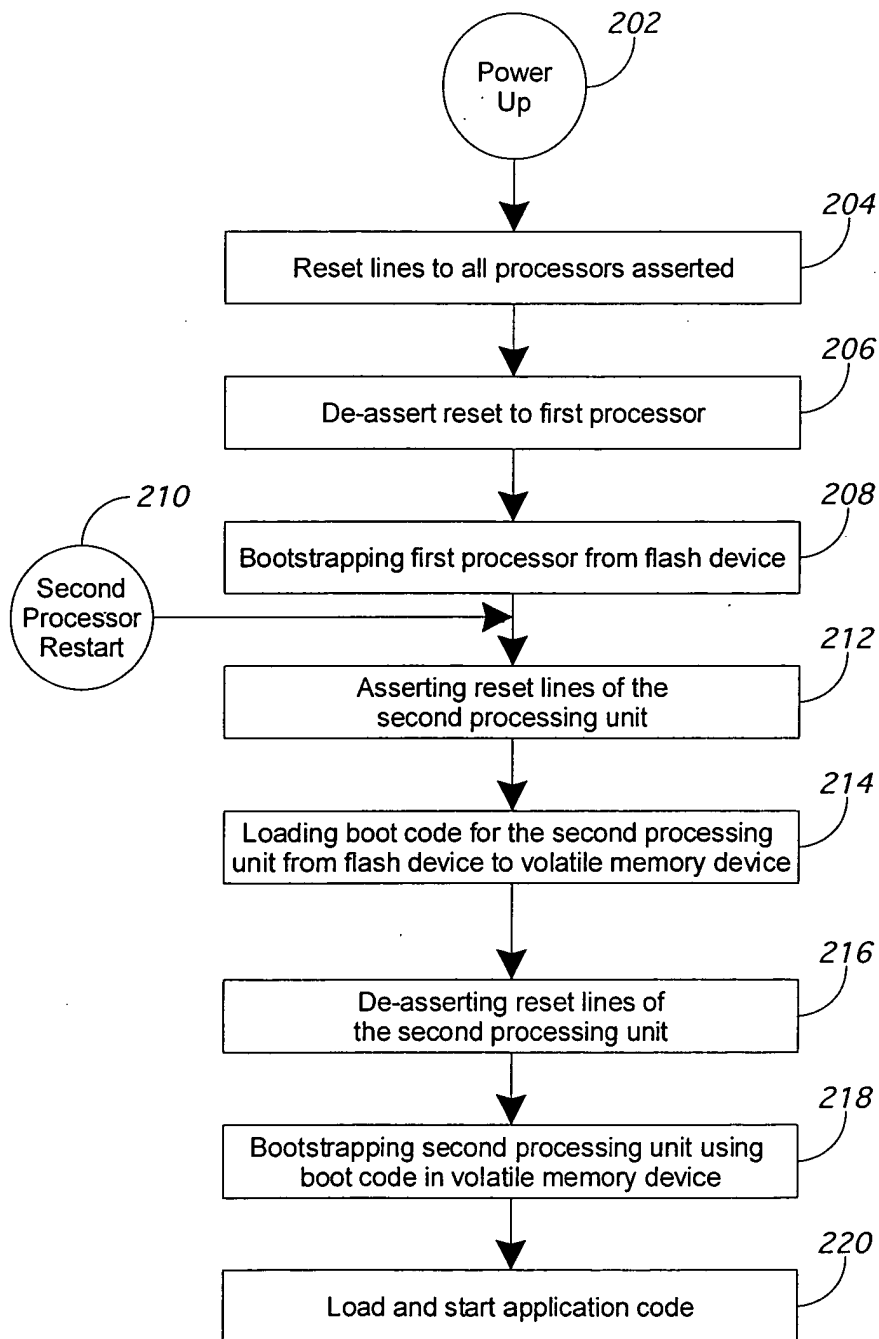 202
Power
Up
204
Reset lines to all processors asserted
206
De-assert reset to first processor
208
Bootstrapping first processor from flash device
210
Second
Processor
Restart
212
Asserting reset lines of the
second processing unit
214
Loading boot code for the second processing
unit from flash device to volatile memory device
216
De-asserting reset lines of
the second processing unit
218
Bootstrapping second processing unit using
boot code in volatile memory device
220
Load and start application code